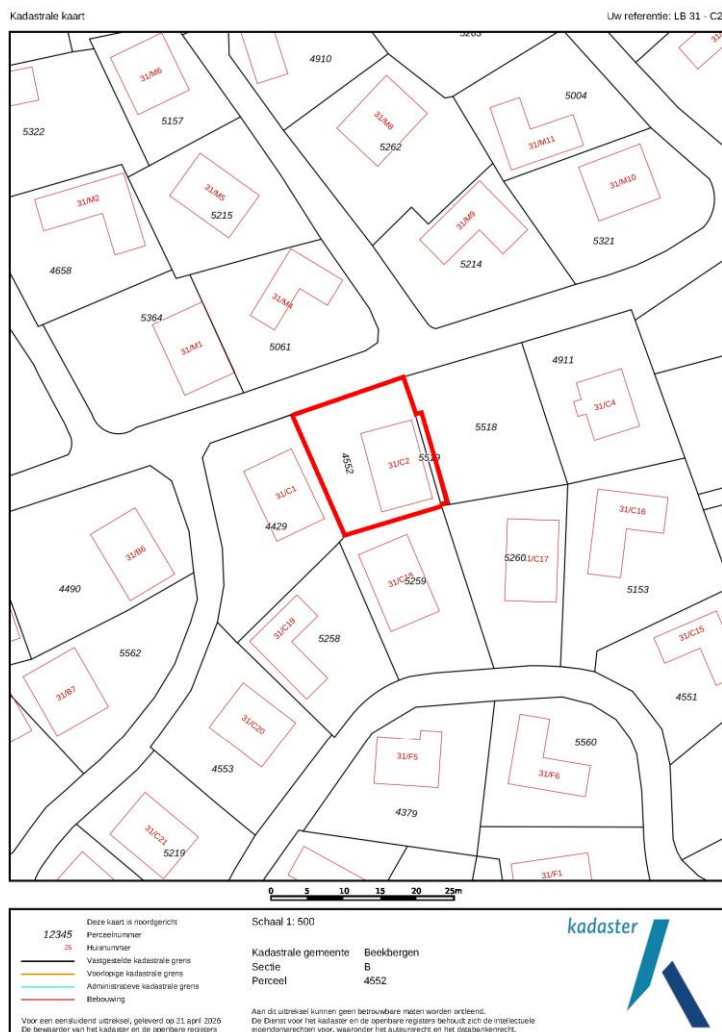 Kadastrale kaart
Uw referentie: LB 31 - C2
5263
31/M6
4910
5322
5157
31/M8
5262
5004
31/M11
31/M10
31/M5
31/M2
5215
31/M9
5321
4658
5214
31/M4
5364
31/M1
5061
4911
31/C4
5518
4552
31/C2
5519
31/C1
4429
31/C16
31/B6
5260
31/C17
31/C18
5259
4490
5153
31/C19
5258
5562
31/C15
31/B7
4551
31/C20
5560
31/F5
4553
31/F6
4379
31/C21
5219
31/F1
0 5 10 15 20 25m
Deze kaart is noordgericht
12345 Perceelnummer
25 Huisnummer
Vastgestelde kadastrale grens
Voorlopige kadastrale grens
Administratieve kadastrale grens
Bebouwing
Voor een eensluidend uittreksel, geleverd op 21 april 2026
De bewaarder van het kadaster en de openbare registers
Schaal 1: 500
Kadastrale gemeente Beekbergen
Sectie B
Perceel 4552
Aan dit uittreksel kunnen geen betrouwbare maten worden ontleend.
De Dienst voor het kadaster en de openbare registers behoudt zich de intellectuele
eigendomsrechten voor, waaronder het auteursrecht en het databankenrecht.
kadaster